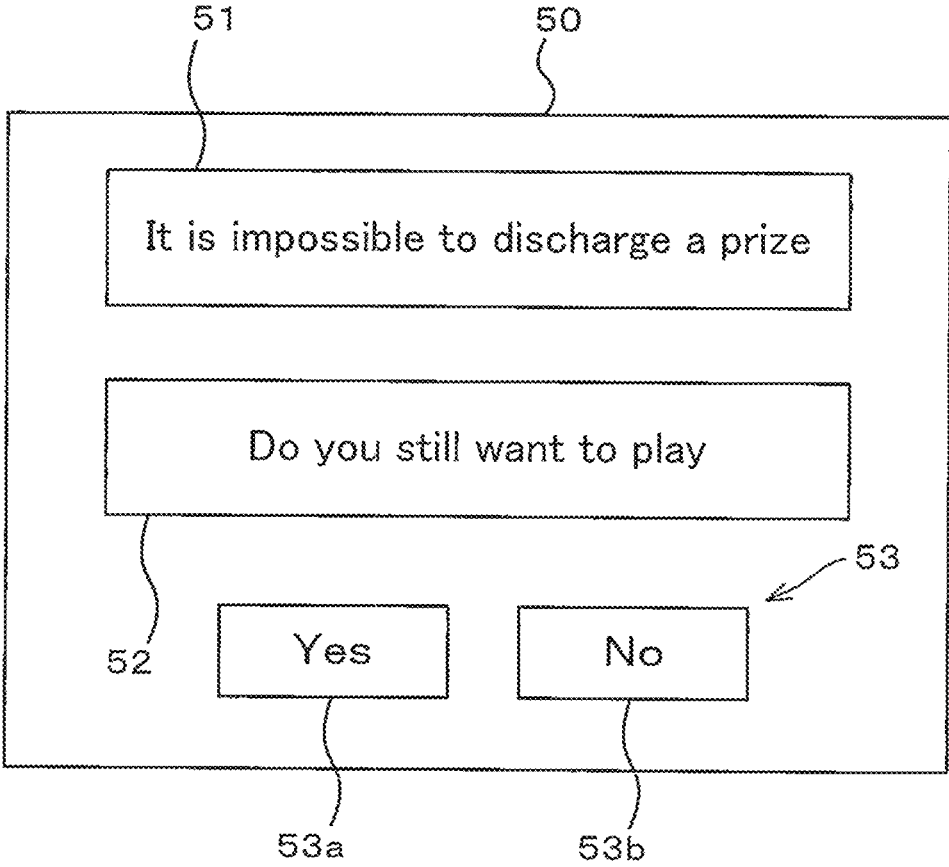 51
50
It is impossible to discharge a prize
Do you still want to play
53
Yes
No
52
53a
53b